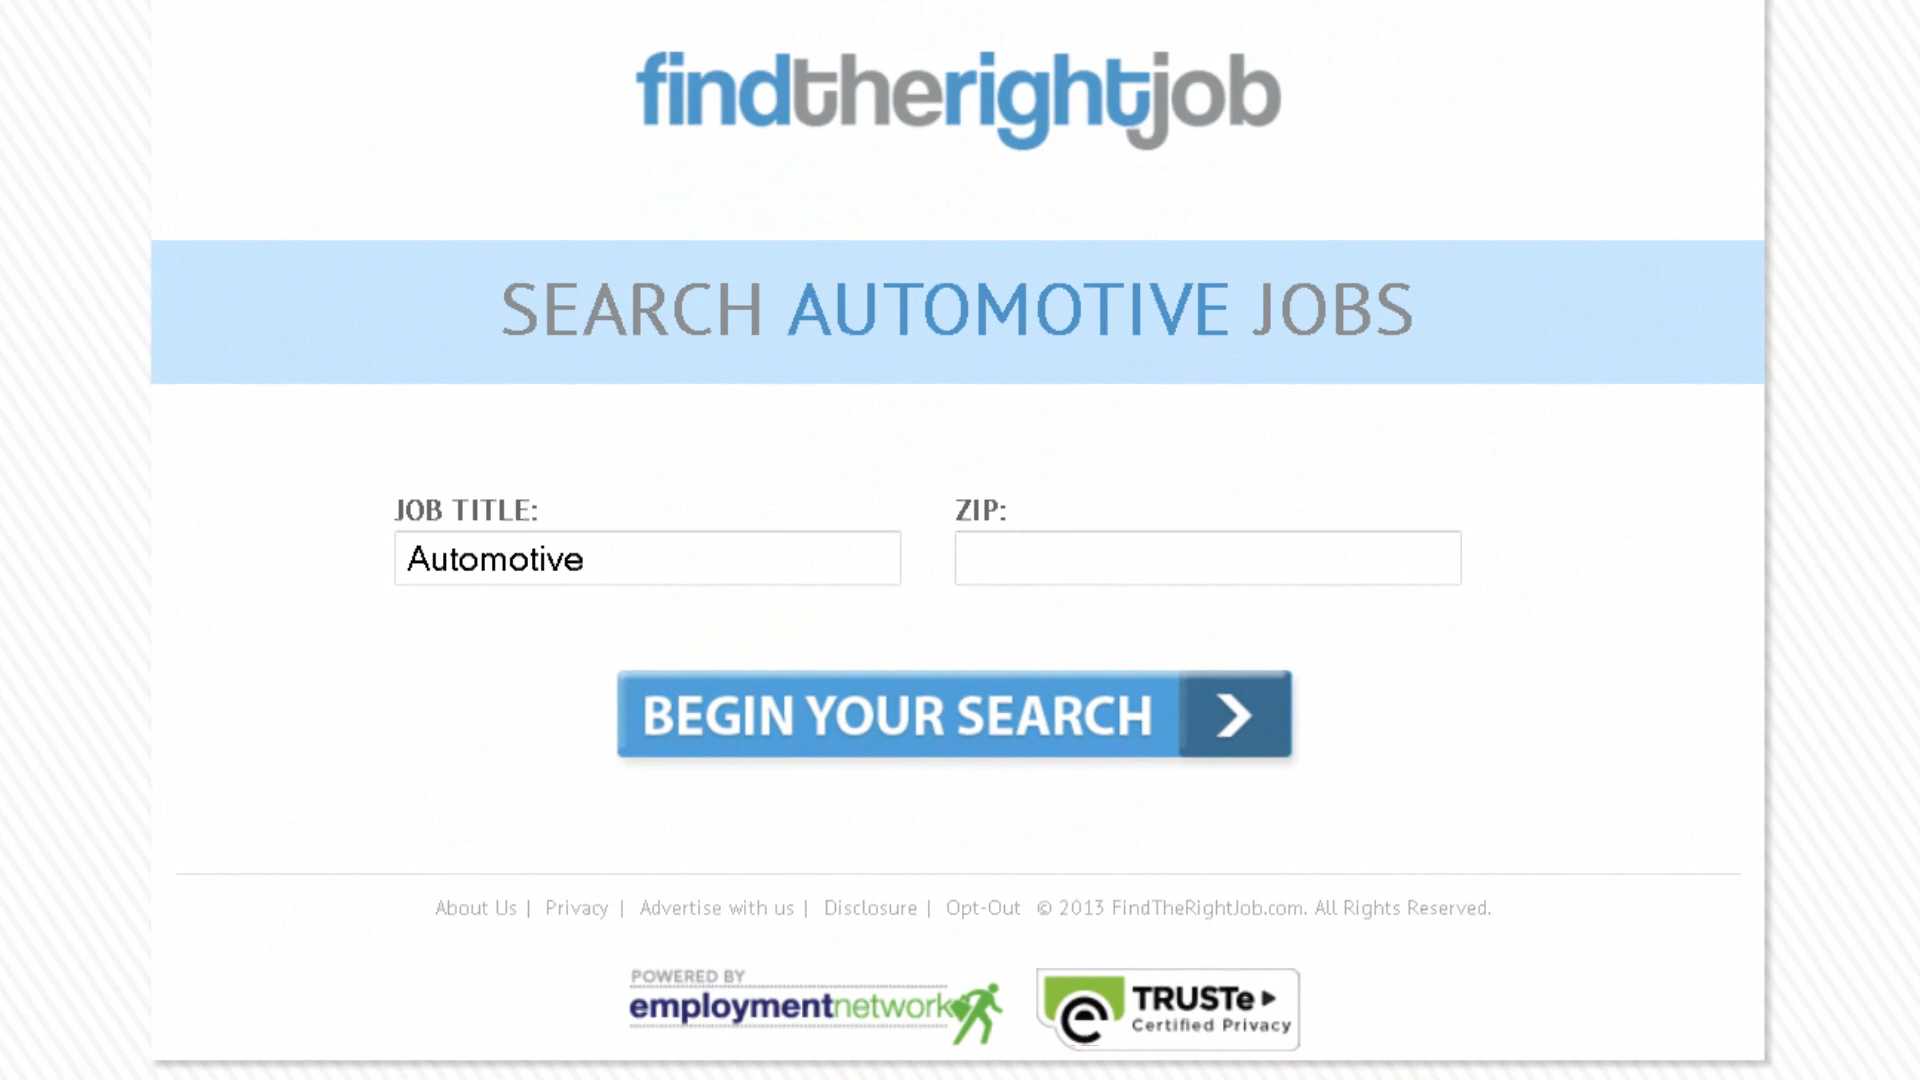 findtherightjob
SEARCH AUTOMOTIVE JOBS
JOB TITLE:
ZIP:
Automotive
BEGIN YOUR SEARCH
About Us | Privacy | Advertise with us | Disclosure | Opt-Out © 2013 FindTheRightJob.com. All Rights Reserved.
POWERED BY
employmentnetwork
TRUSTe
Certified Privacy